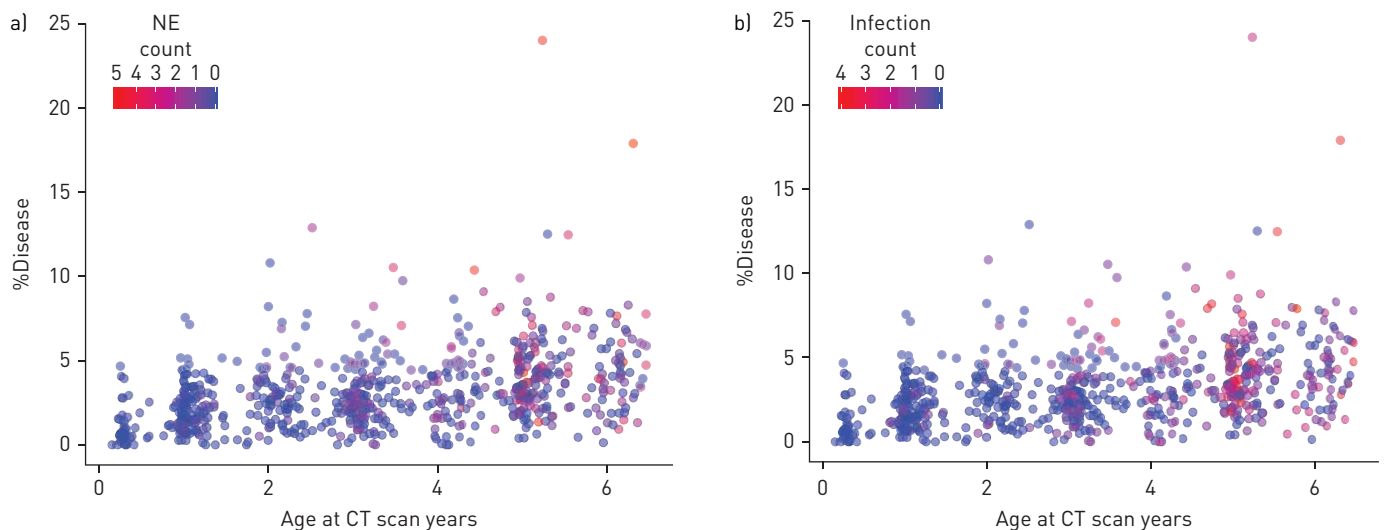 a)
NE
count
5 4 3 2 1 0
25
20
15
10
5
0
%Disease
0 2 4 6
Age at CT scan years
b)
Infection
count
4 3 2 1 0
25
20
15
10
5
0
%Disease
0 2 4 6
Age at CT scan years